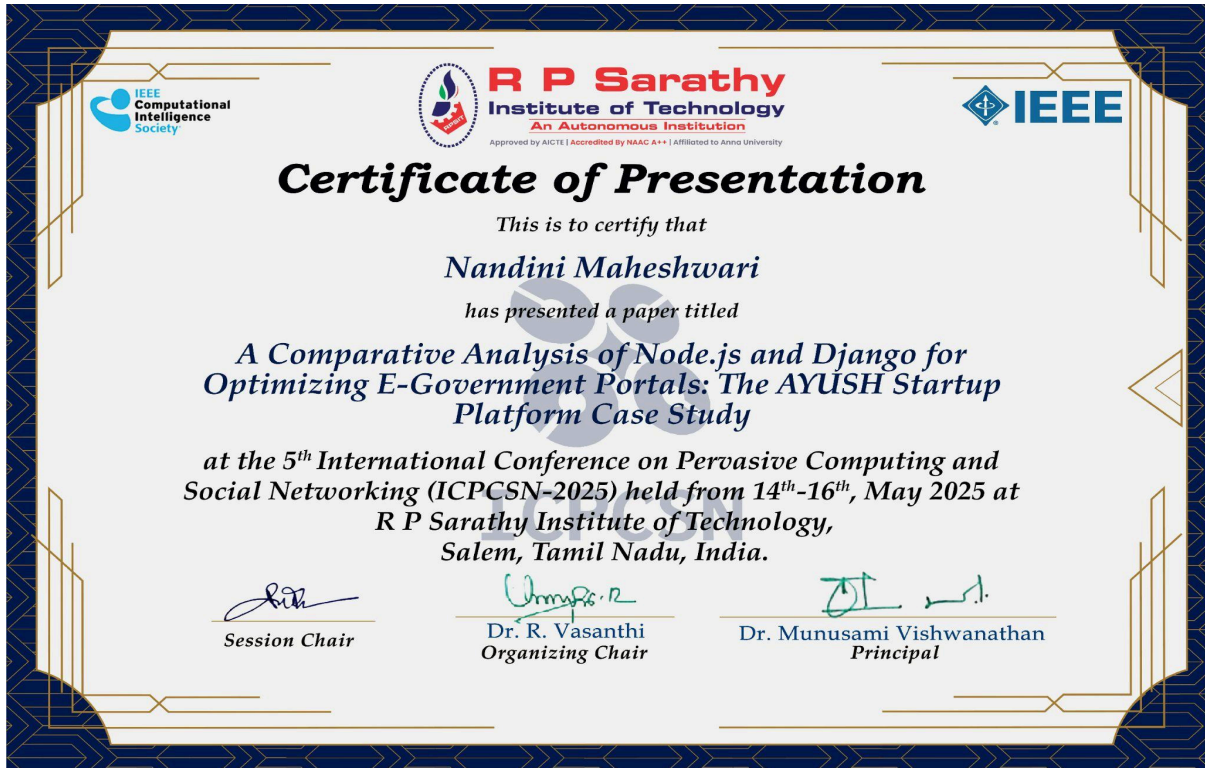 IEEE
Computational
Intelligence
Society
RPSIT
R P Sarathy
Institute of Technology
An Autonomous Institution
Approved by AICTE | Accredited By NAAC A++ | Affiliated to Anna University
IEEE
Certificate of Presentation
This is to certify that
Nandini Maheshwari
has presented a paper titled
A Comparative Analysis of Node.js and Django for
Optimizing E-Government Portals: The AYUSH Startup
Platform Case Study
at the 5th International Conference on Pervasive Computing and
Social Networking (ICPCSN-2025) held from 14th-16th, May 2025 at
ICPCSN
R P Sarathy Institute of Technology,
Salem, Tamil Nadu, India.
Session Chair
Dr. R. Vasanthi
Organizing Chair
Dr. Munusami Vishwanathan
Principal